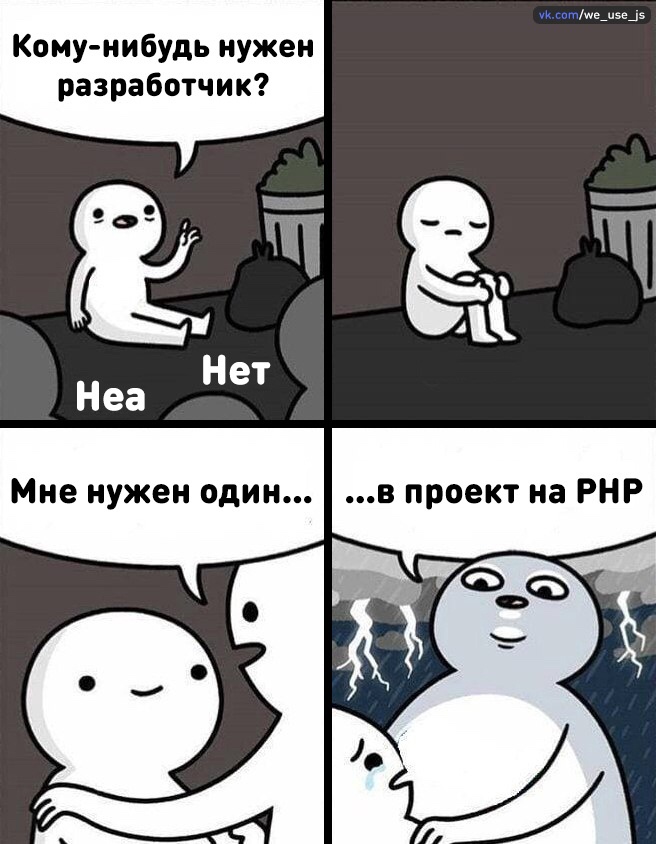 vk.com/we_use_js
Кому-нибудь нужен
разработчик?
Неа
Нет
Мне нужен один...
...в проект на PHP